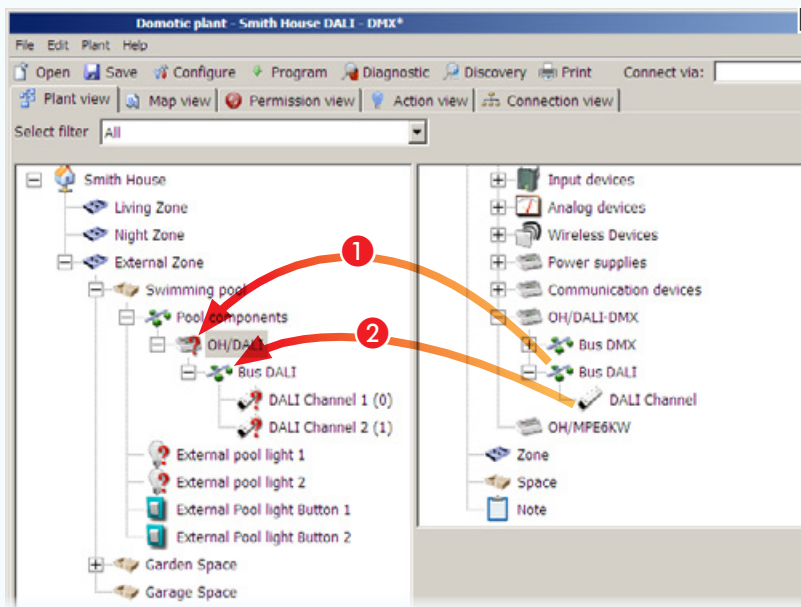 Domotic plant - Smith House DALI - DMX*
File Edit Plant Help
Open Save Configure Program Diagnostic Discovery Print Connect via:
Plant view Map view Permission view Action view Connection view
Select filter All
Smith House
Living Zone
Night Zone
External Zone
Swimming pool
Pool components
OH/DALI
Bus DALI
DALI Channel 1 (0)
DALI Channel 2 (1)
External pool light 1
External pool light 2
External Pool light Button 1
External Pool light Button 2
Garden Space
Garage Space
Input devices
Analog devices
Wireless Devices
Power supplies
Communication devices
OH/DALI-DMX
Bus DMX
Bus DALI
DALI Channel
OH/MPE6KW
Zone
Space
Note
1
2